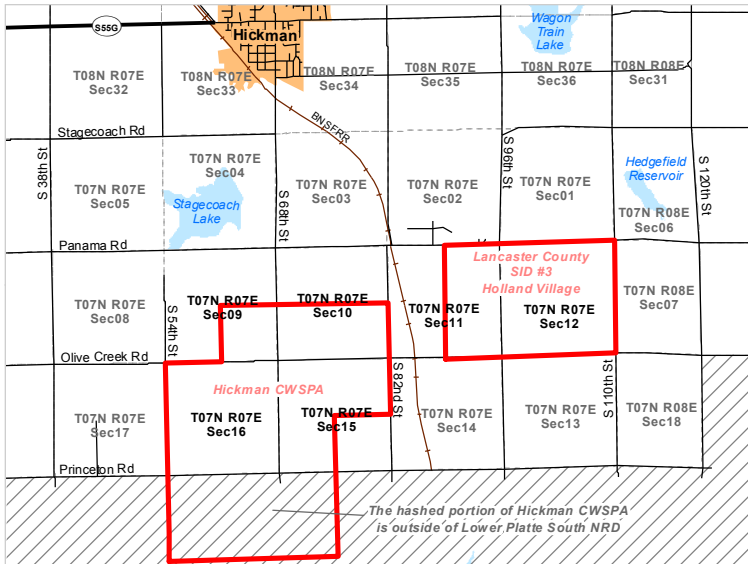 S55G
Hickman
Wagon
Train
Lake
T08N R07E
Sec32
T08N R07E
Sec33
T08N R07E
Sec34
T08N R07E
Sec35
T08N R07E
Sec36
T08N R08E
Sec31
BNSFRR
Stagecoach Rd
S 38th St
T07N R07E
Sec05
T07N R07E
Sec04
Stagecoach
Lake
S 68th St
T07N R07E
Sec03
T07N R07E
Sec02
S 96th St
T07N R07E
Sec01
Hedgefield
Reservoir
T07N R08E
Sec06
S 120th St
Panama Rd
Lancaster County
SID #3
Holland Village
T07N R07E
Sec08
S 54th St
T07N R07E
Sec09
T07N R07E
Sec10
T07N R07E
Sec11
T07N R07E
Sec12
T07N R08E
Sec07
Olive Creek Rd
Hickman CWSPA
S 82nd St
S 110th St
T07N R07E
Sec17
T07N R07E
Sec16
T07N R07E
Sec15
T07N R07E
Sec14
T07N R07E
Sec13
T07N R08E
Sec18
Princeton Rd
The hashed portion of Hickman CWSPA
is outside of Lower Platte South NRD